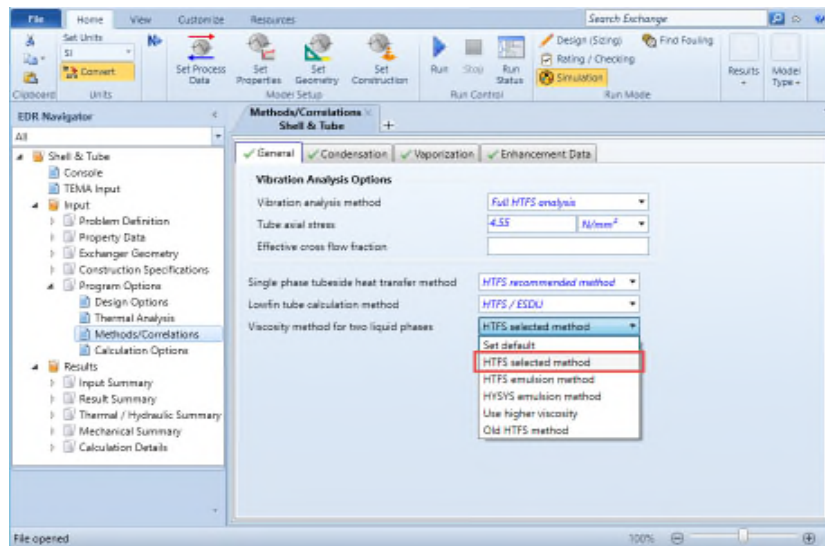 File Home View Customize Resources Search Exchange
Set Units
SI
Convert
Set Process Data
Set Properties
Set Geometry
Set Construction
Run
Stop
Run Status
Design (Sizing)
Rating / Checking
Simulation
Find Fouling
Results
Model Type
Clipboard Units Model Setup Run Control Run Mode
EDR Navigator
All
Shell & Tube
Console
TEMA Input
Input
Problem Definition
Property Data
Exchanger Geometry
Construction Specifications
Program Options
Design Options
Thermal Analysis
Methods/Correlations
Calculation Options
Results
Input Summary
Result Summary
Thermal / Hydraulic Summary
Mechanical Summary
Calculation Details
Methods/Correlations
Shell & Tube
General Condensation Vaporization Enhancement Data
Vibration Analysis Options
Vibration analysis method Full HTFS analysis
Tube axial stress 4.55 N/mm²
Effective cross flow fraction
Single phase tubeside heat transfer method HTFS recommended method
Lowfin tube calculation method HTFS / ESDU
Viscosity method for two liquid phases HTFS selected method
Set default
HTFS selected method
HTFS emulsion method
HYSYS emulsion method
Use higher viscosity
Old HTFS method
File opened 100%